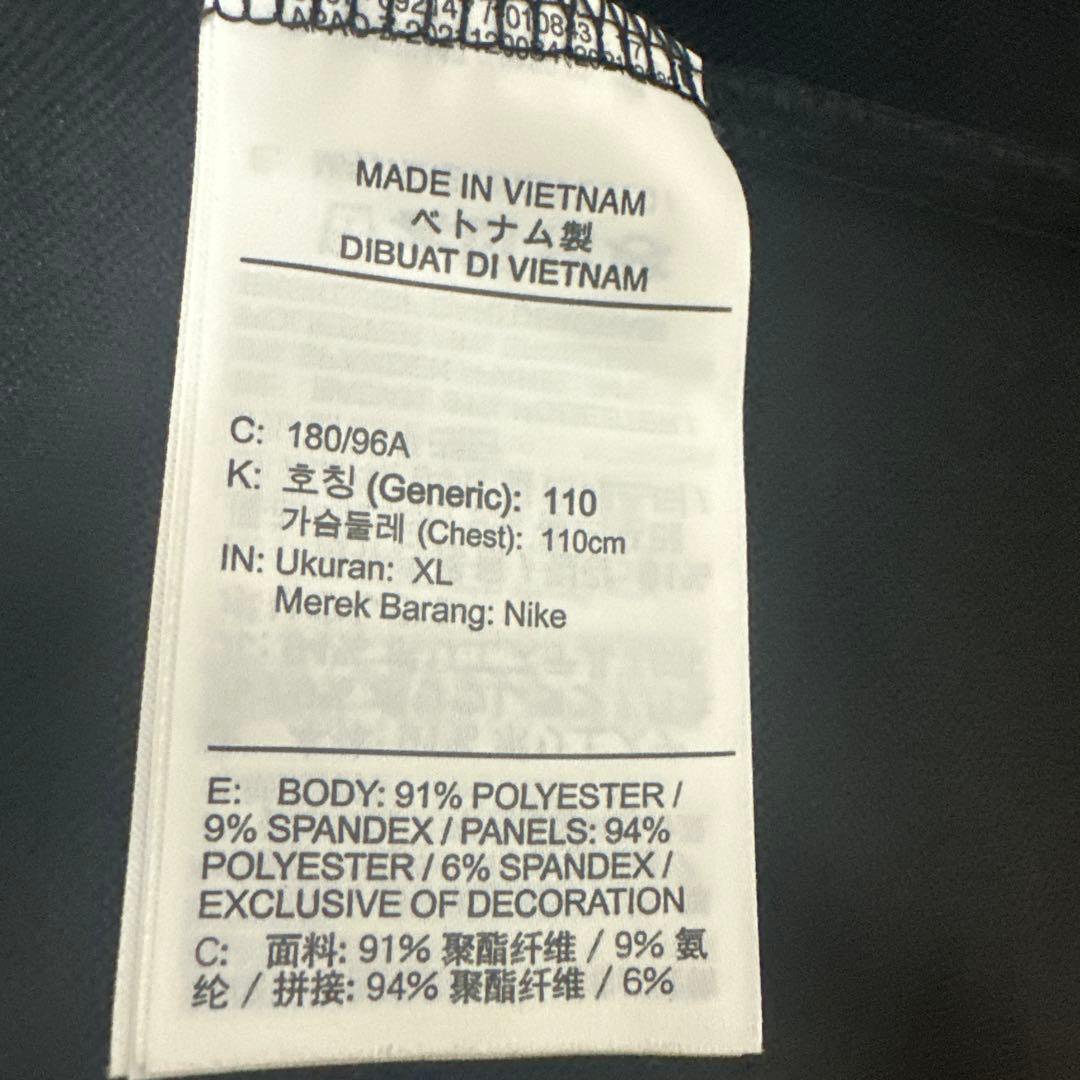 MADE IN VIETNAM
ベトナム製
DIBUAT DI VIETNAM
C: 180/96A
K: 호칭 (Generic): 110
가슴둘레 (Chest): 110cm
IN: Ukuran: XL
Merek Barang: Nike
E: BODY: 91% POLYESTER /
9% SPANDEX / PANELS: 94%
POLYESTER / 6% SPANDEX /
EXCLUSIVE OF DECORATION
C: 面料: 91% 聚酯纤维 / 9% 氨
纶 / 拼接: 94% 聚酯纤维 / 6%